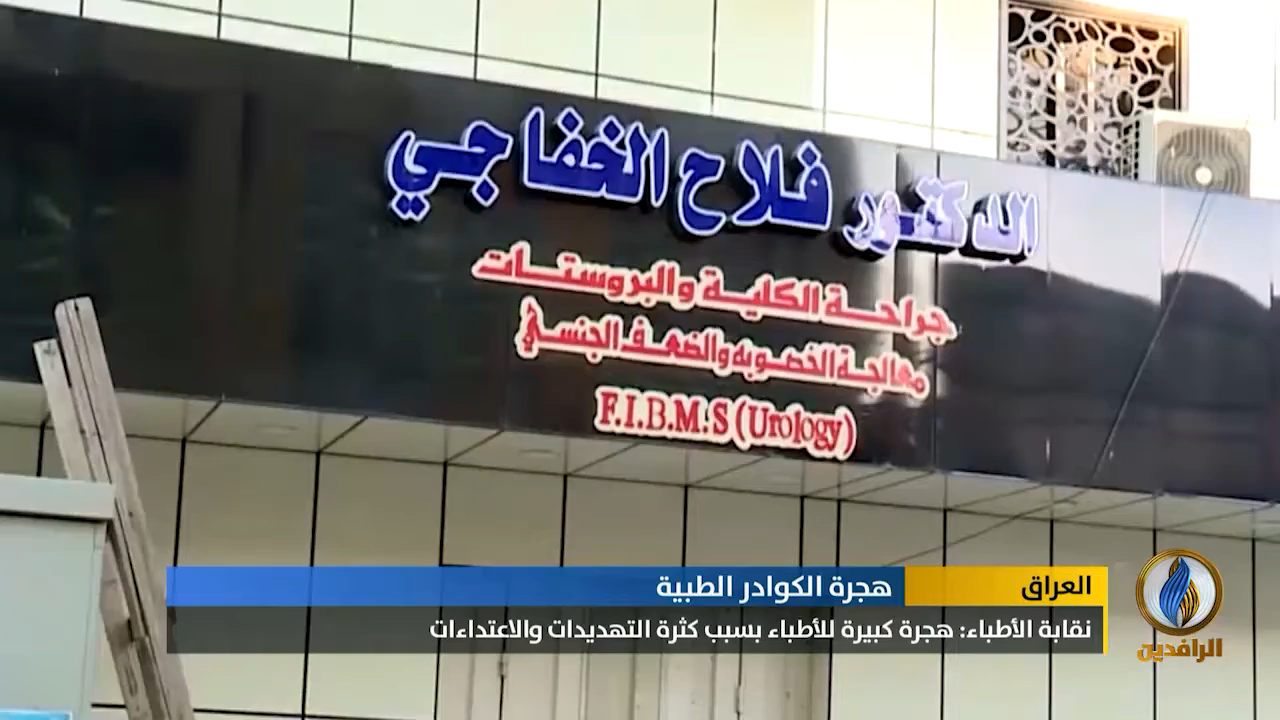 الدكتور فلاح الخفاجي
جراحة الكلية والبروستات
معالجة الخصوبه والضعف الجنسي
F.I.B.M.S (Urology)
العراق
هجرة الكوادر الطبية
نقابة الأطباء: هجرة كبيرة للأطباء بسبب كثرة التهديدات والاعتداءات
الرافدين